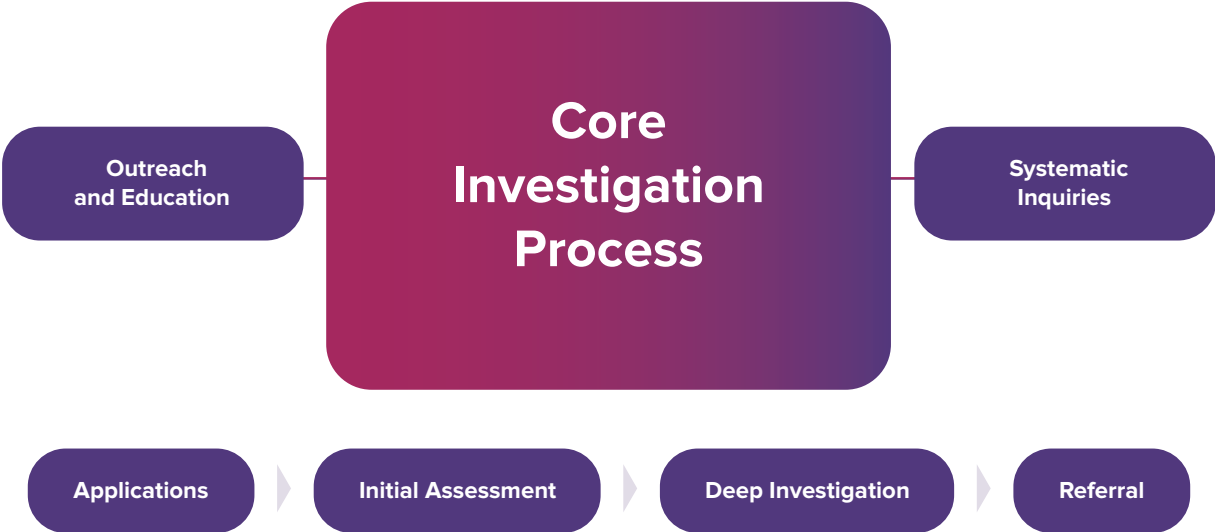 Core
Investigation
Process
Outreach
and Education
Systematic
Inquiries
Applications
Initial Assessment
Deep Investigation
Referral